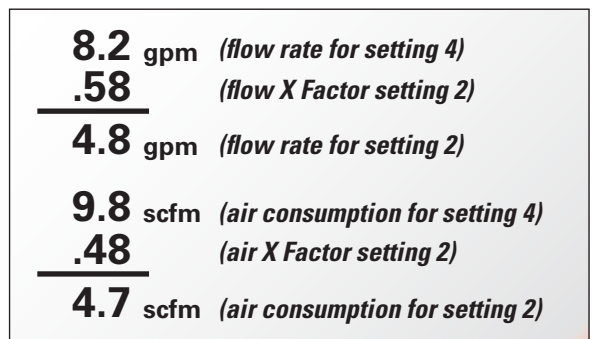 8.2 gpm (flow rate for setting 4)
.58 (flow X Factor setting 2)
4.8 gpm (flow rate for setting 2)
9.8 scfm (air consumption for setting 4)
.48 (air X Factor setting 2)
4.7 scfm (air consumption for setting 2)